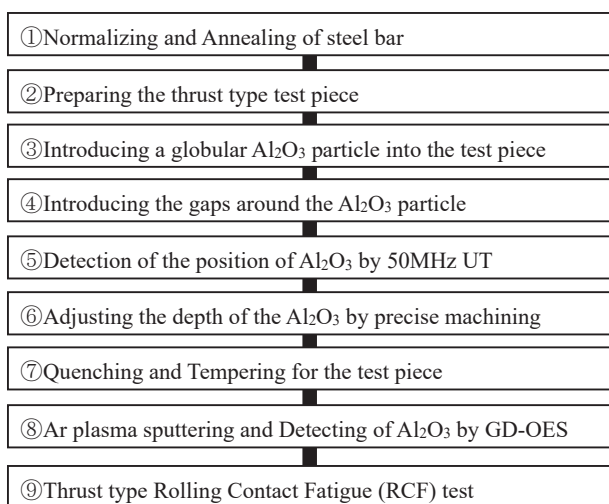 ①Normalizing and Annealing of steel bar
②Preparing the thrust type test piece
③Introducing a globular Al₂O₃ particle into the test piece
④Introducing the gaps around the Al₂O₃ particle
⑤Detection of the position of Al₂O₃ by 50MHz UT
⑥Adjusting the depth of the Al₂O₃ by precise machining
⑦Quenching and Tempering for the test piece
⑧Ar plasma sputtering and Detecting of Al₂O₃ by GD-OES
⑨Thrust type Rolling Contact Fatigue (RCF) test